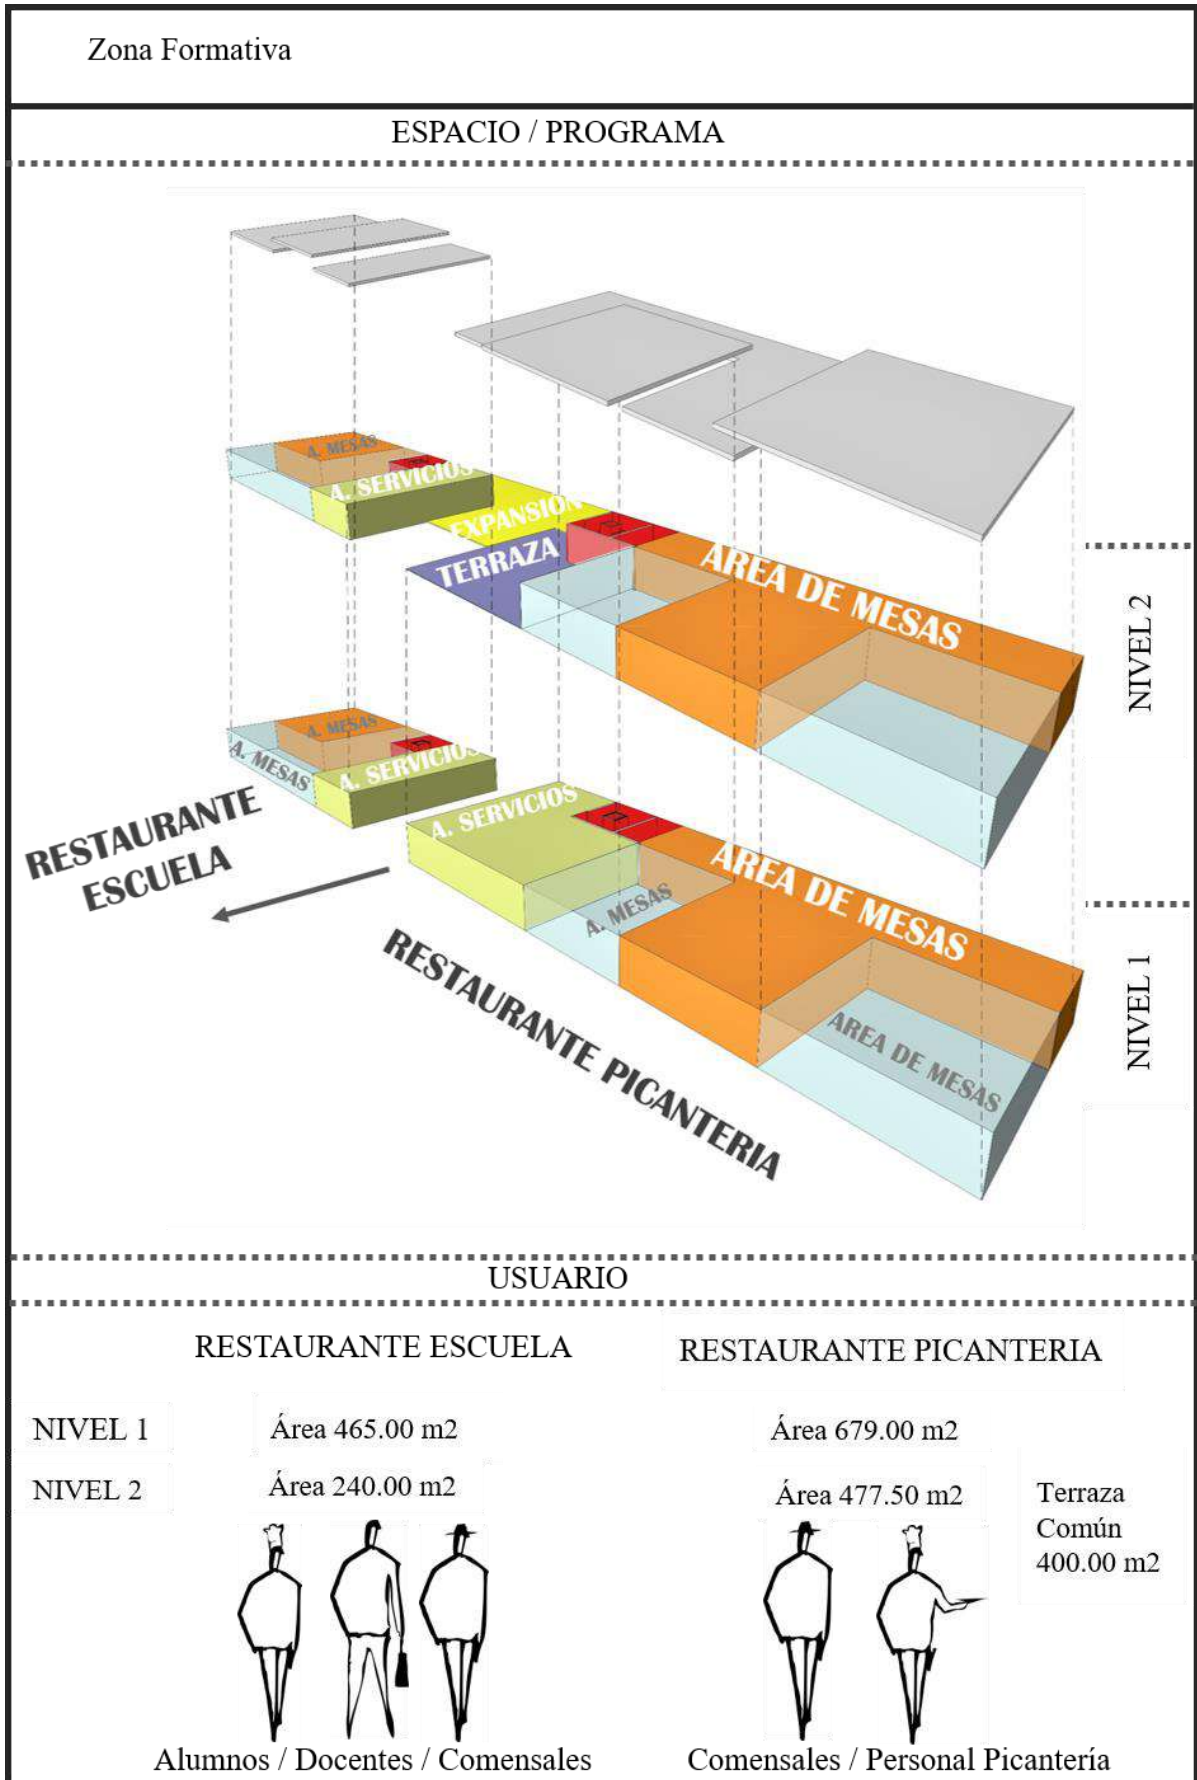 Zona Formativa
ESPACIO / PROGRAMA
A. MESAS
A. SERVICIOS
EXPANSION
TERRAZA
AREA DE MESAS
NIVEL 2
A. MESAS
A. MESAS
A. SERVICIOS
RESTAURANTE
ESCUELA
A. SERVICIOS
AREA DE MESAS
A. MESAS
AREA DE MESAS
RESTAURANTE PICANTERIA
NIVEL 1
USUARIO
RESTAURANTE ESCUELA
RESTAURANTE PICANTERIA
NIVEL 1
Área 465.00 m2
Área 679.00 m2
NIVEL 2
Área 240.00 m2
Área 477.50 m2
Terraza
Común
400.00 m2
Alumnos / Docentes / Comensales
Comensales / Personal Picantería